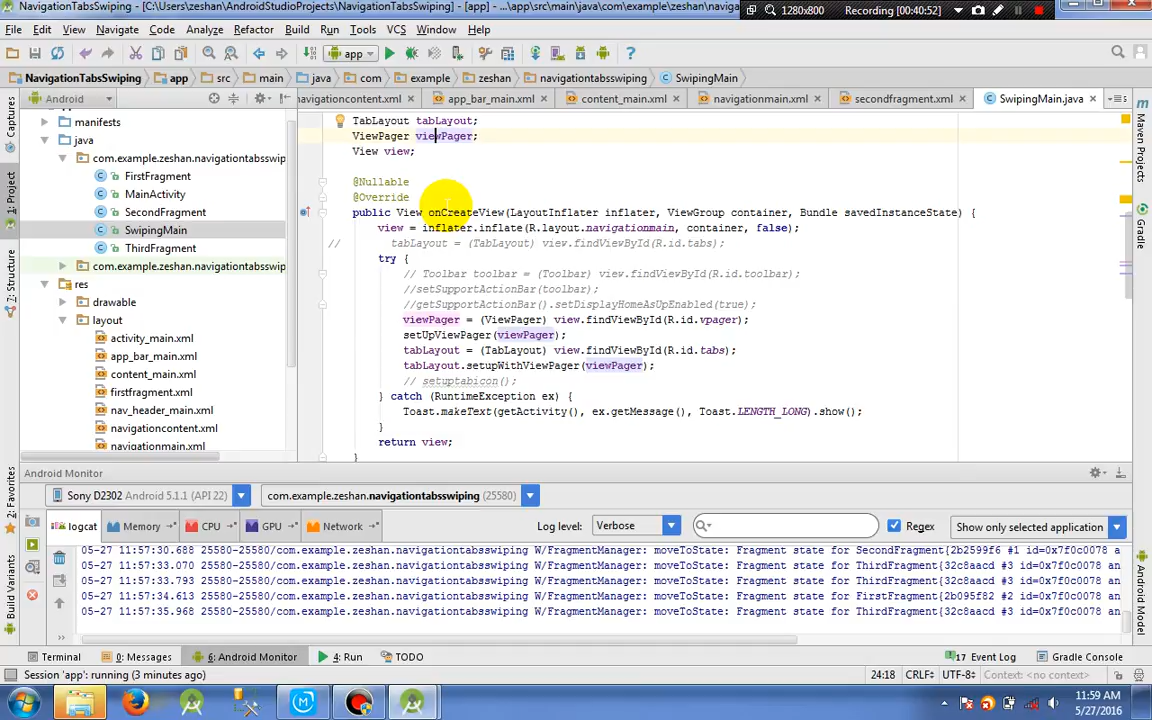 NavigationTabsSwiping - [C:\Users\zeshan\AndroidStudioProjects\NavigationTabsSwiping] - [app] - ...\app\src\main\java\com\example\zeshan\naviga
1280x800 Recording (00:40:52)
File Edit View Navigate Code Analyze Refactor Build Run Tools VCS Window Help
app
NavigationTabsSwiping app src main java com example zeshan navigationtabsswiping SwipingMain
Android navigationcontent.xml app_bar_main.xml content_main.xml navigationmain.xml secondfragment.xml SwipingMain.java
Captures
1: Project
7: Structure
2: Favorites
Build Variants
Maven Projects
Gradle
Android Model
manifests
java
com.example.zeshan.navigationtabsswip
FirstFragment
MainActivity
SecondFragment
SwipingMain
ThirdFragment
com.example.zeshan.navigationtabsswip
res
drawable
layout
activity_main.xml
app_bar_main.xml
content_main.xml
firstfragment.xml
nav_header_main.xml
navigationcontent.xml
navigationmain.xml
TabLayout tabLayout;
ViewPager viewPager;
View view;
@Nullable
@Override
public View onCreateView(LayoutInflater inflater, ViewGroup container, Bundle savedInstanceState) {
view = inflater.inflate(R.layout.navigationmain, container, false);
// tabLayout = (TabLayout) view.findViewById(R.id.tabs);
try {
// Toolbar toolbar = (Toolbar) view.findViewById(R.id.toolbar);
//setSupportActionBar(toolbar);
//getSupportActionBar().setDisplayHomeAsUpEnabled(true);
viewPager = (ViewPager) view.findViewById(R.id.vpager);
setUpViewPager(viewPager);
tabLayout = (TabLayout) view.findViewById(R.id.tabs);
tabLayout.setupWithViewPager(viewPager);
// setuptabicon();
} catch (RuntimeException ex) {
Toast.makeText(getActivity(), ex.getMessage(), Toast.LENGTH_LONG).show();
}
return view;
}
Android Monitor
Sony D2302 Android 5.1.1 (API 22) com.example.zeshan.navigationtabsswiping (25580)
logcat Memory CPU GPU Network Log level: Verbose Regex Show only selected application
05-27 11:57:30.688 25580-25580/com.example.zeshan.navigationtabsswiping W/FragmentManager: moveToState: Fragment state for SecondFragment{2b2599f6 #1 id=0x7f0c0078 a
05-27 11:57:33.070 25580-25580/com.example.zeshan.navigationtabsswiping W/FragmentManager: moveToState: Fragment state for ThirdFragment{32c8aacd #3 id=0x7f0c0078 an
05-27 11:57:33.793 25580-25580/com.example.zeshan.navigationtabsswiping W/FragmentManager: moveToState: Fragment state for ThirdFragment{32c8aacd #3 id=0x7f0c0078 an
05-27 11:57:34.613 25580-25580/com.example.zeshan.navigationtabsswiping W/FragmentManager: moveToState: Fragment state for FirstFragment{2b095f82 #2 id=0x7f0c0078 an
05-27 11:57:35.968 25580-25580/com.example.zeshan.navigationtabsswiping W/FragmentManager: moveToState: Fragment state for ThirdFragment{32c8aacd #3 id=0x7f0c0078 an
Terminal 0: Messages 6: Android Monitor 4: Run TODO 17 Event Log Gradle Console
Session 'app': running (3 minutes ago) 24:18 CRLF÷ UTF-8÷ Context: <no context>
11:59 AM
5/27/2016